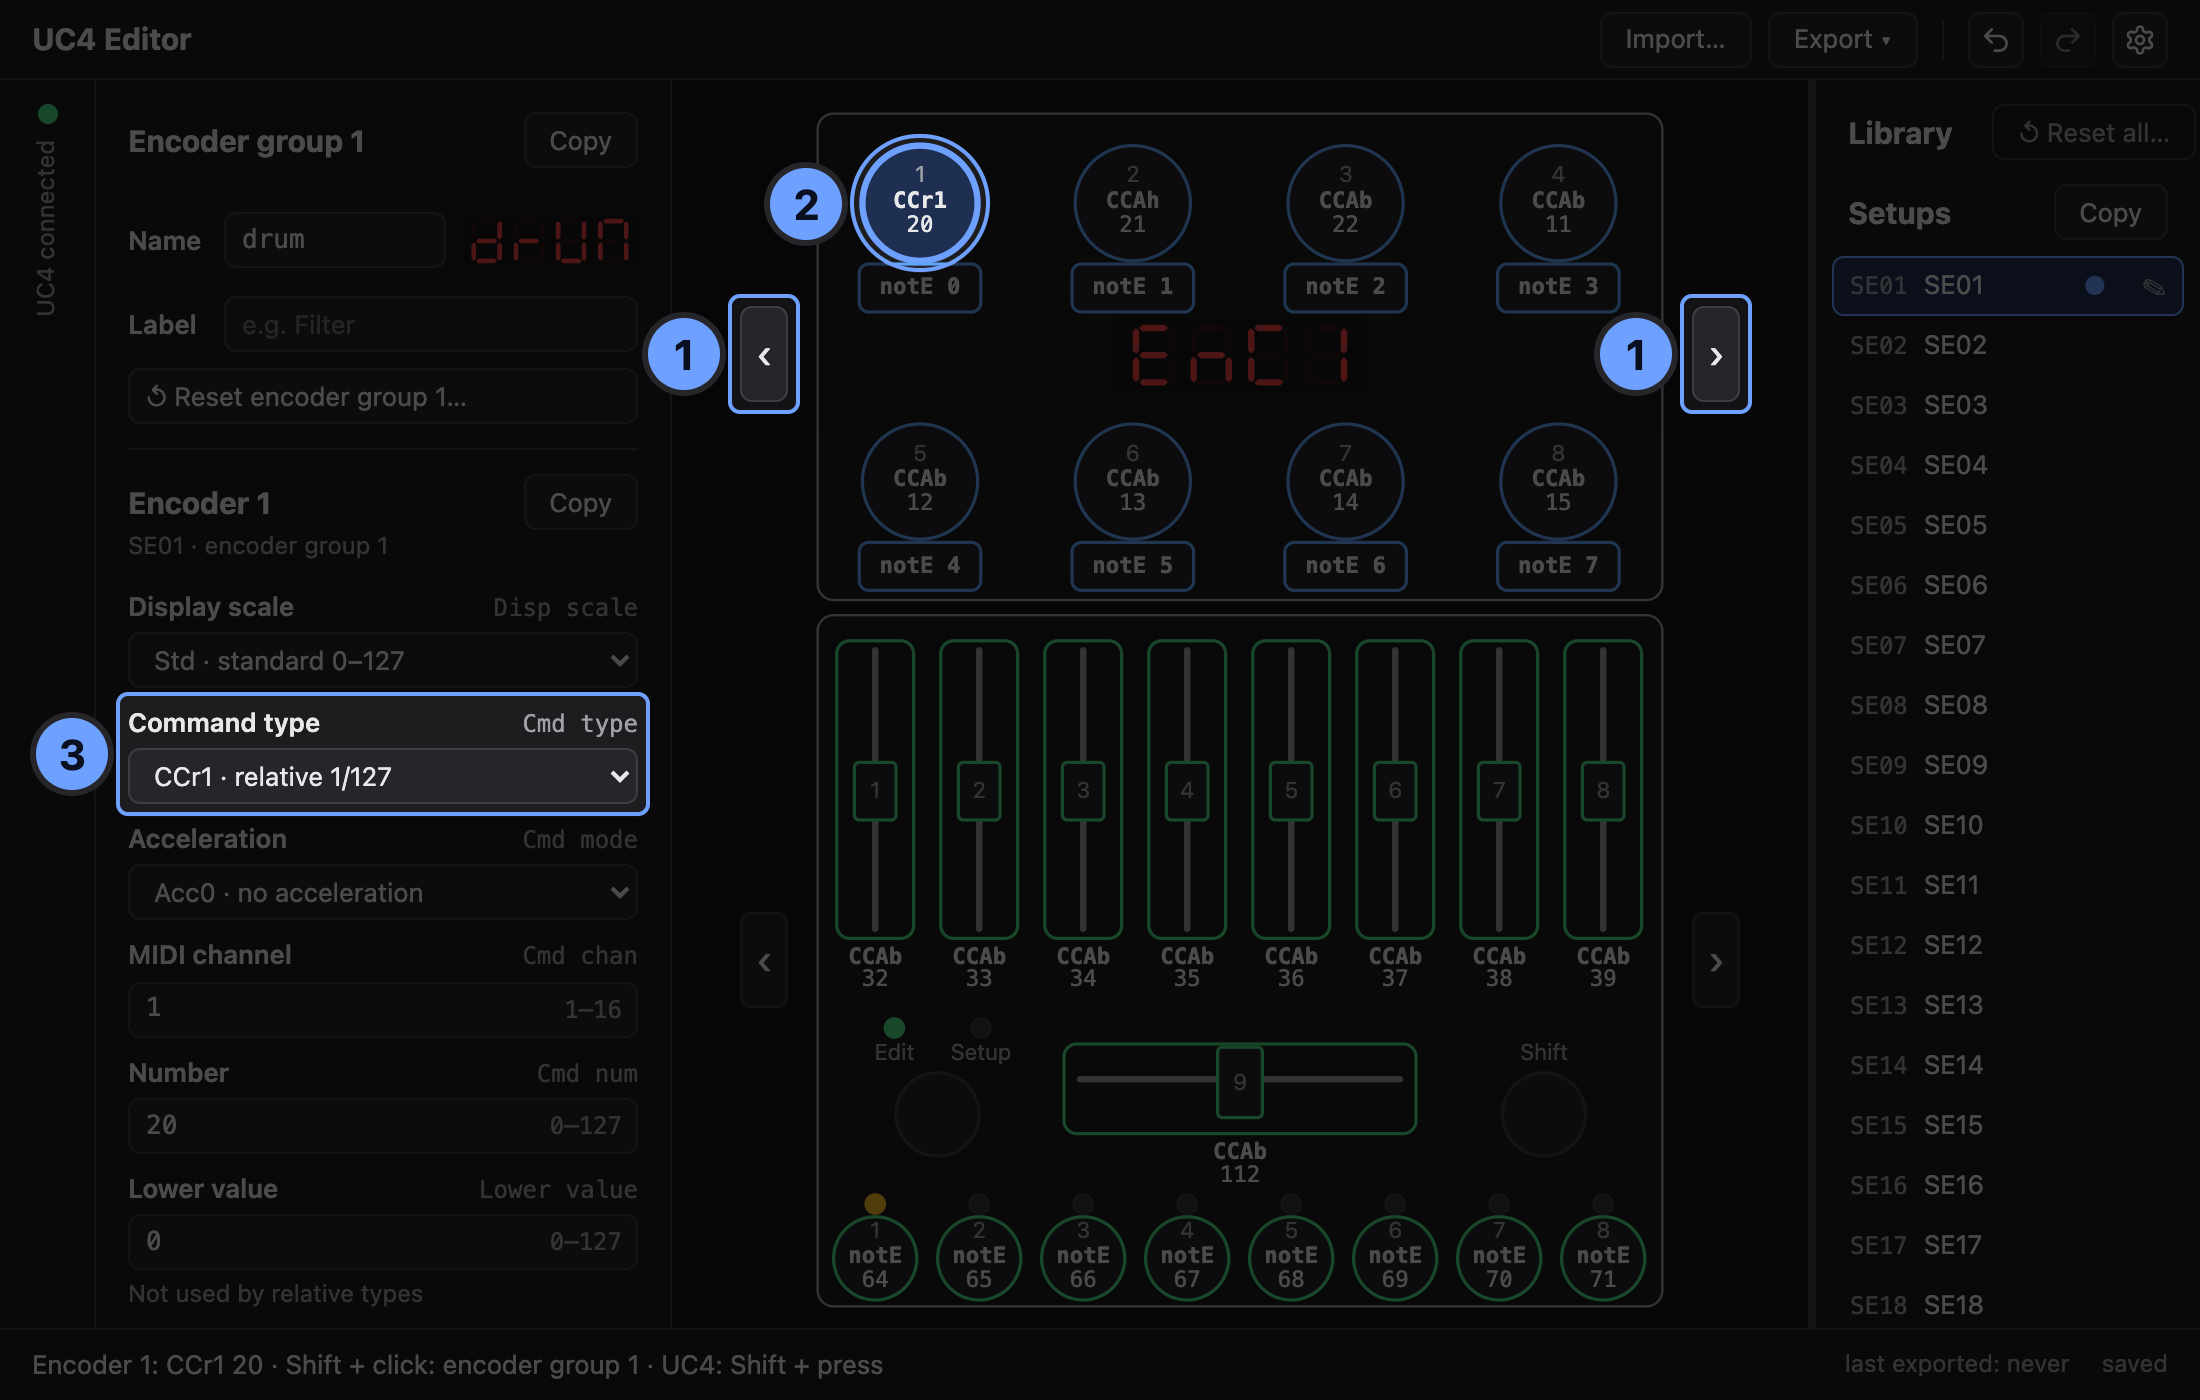 UC4 Editor
Import...
Export ▾
UC4 connected
Encoder group 1
Copy
Name
drum
drUM
Label
e.g. Filter
Reset encoder group 1...
Encoder 1
Copy
SE01 · encoder group 1
Display scale
Disp scale
Std · standard 0–127
3
Command type
Cmd type
CCr1 · relative 1/127
Acceleration
Cmd mode
Acc0 · no acceleration
MIDI channel
Cmd chan
1
1–16
Number
Cmd num
20
0–127
Lower value
Lower value
0
0–127
Not used by relative types
2
1
CCr1
20
notE 0
2
CCAh
21
notE 1
3
CCAb
22
notE 2
4
CCAb
11
notE 3
1
‹
EnC1
1
›
5
CCAb
12
notE 4
6
CCAb
13
notE 5
7
CCAb
14
notE 6
8
CCAb
15
notE 7
1 2 3 4 5 6 7 8
CCAb CCAb CCAb CCAb CCAb CCAb CCAb CCAb
32 33 34 35 36 37 38 39
‹
›
Edit
Setup
9
CCAb
112
Shift
1 2 3 4 5 6 7 8
notE notE notE notE notE notE notE notE
64 65 66 67 68 69 70 71
Library
Reset all...
Setups
Copy
SE01 SE01
SE02 SE02
SE03 SE03
SE04 SE04
SE05 SE05
SE06 SE06
SE07 SE07
SE08 SE08
SE09 SE09
SE10 SE10
SE11 SE11
SE12 SE12
SE13 SE13
SE14 SE14
SE15 SE15
SE16 SE16
SE17 SE17
SE18 SE18
Encoder 1: CCr1 20 · Shift + click: encoder group 1 · UC4: Shift + press
last exported: never
saved